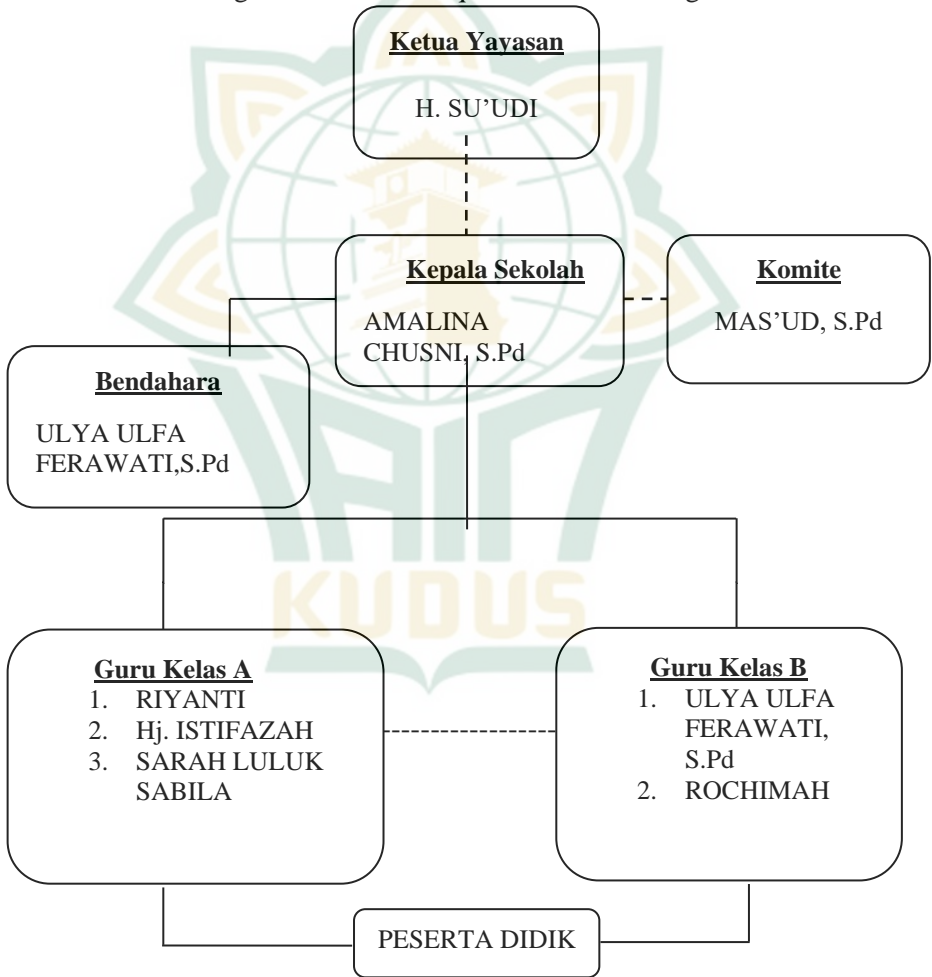 Ketua Yayasan
H. SU’UDI
Kepala Sekolah
AMALINA
CHUSNI, S.Pd
Komite
MAS’UD, S.Pd
Bendahara
ULYA ULFA
FERAWATI,S.Pd
KUDUS
Guru Kelas A
1. RIYANTI
2. Hj. ISTIFAZAH
3. SARAH LULUK
SABILA
Guru Kelas B
1. ULYA ULFA
FERAWATI,
S.Pd
2. ROCHIMAH
PESERTA DIDIK